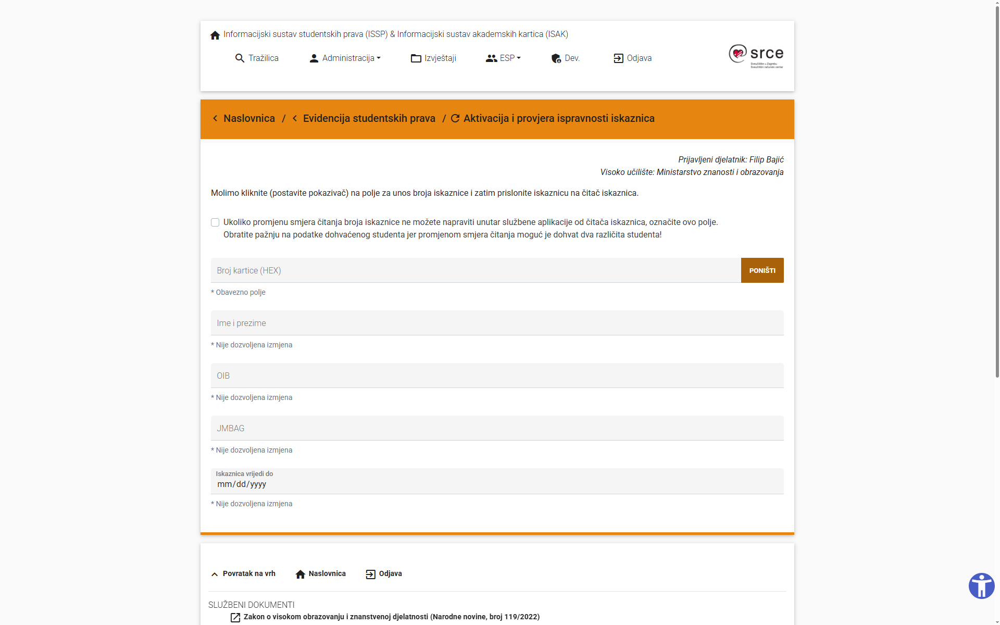 Informacijski sustav studentskih prava (ISSP) & Informacijski sustav akademskih kartica (ISAK)
Tražilica
Administracija
Izvještaji
ESP
Dev.
Odjava
srce
Sveučilište u Zagrebu
Sveučilišni računski centar
Naslovnica / Evidencija studentskih prava / Aktivacija i provjera ispravnosti iskaznica
Prijavljeni djelatnik: Filip Bajić
Visoko učilište: Ministarstvo znanosti i obrazovanja
Molimo kliknite (postavite pokazivač) na polje za unos broja iskaznice i zatim prislonite iskaznicu na čitač iskaznica.
Ukoliko promjenu smjera čitanja broja iskaznice ne možete napraviti unutar službene aplikacije od čitača iskaznica, označite ovo polje.
Obratite pažnju na podatke dohvaćenog studenta jer promjenom smjera čitanja moguć je dohvat dva različita studenta!
Broj kartice (HEX)
PONIŠTI
* Obavezno polje
Ime i prezime
* Nije dozvoljena izmjena
OIB
* Nije dozvoljena izmjena
JMBAG
* Nije dozvoljena izmjena
Iskaznica vrijedi do
mm/dd/yyyy
* Nije dozvoljena izmjena
Povratak na vrh
Naslovnica
Odjava
SLUŽBENI DOKUMENTI
Zakon o visokom obrazovanju i znanstvenoj djelatnosti (Narodne novine, broj 119/2022)